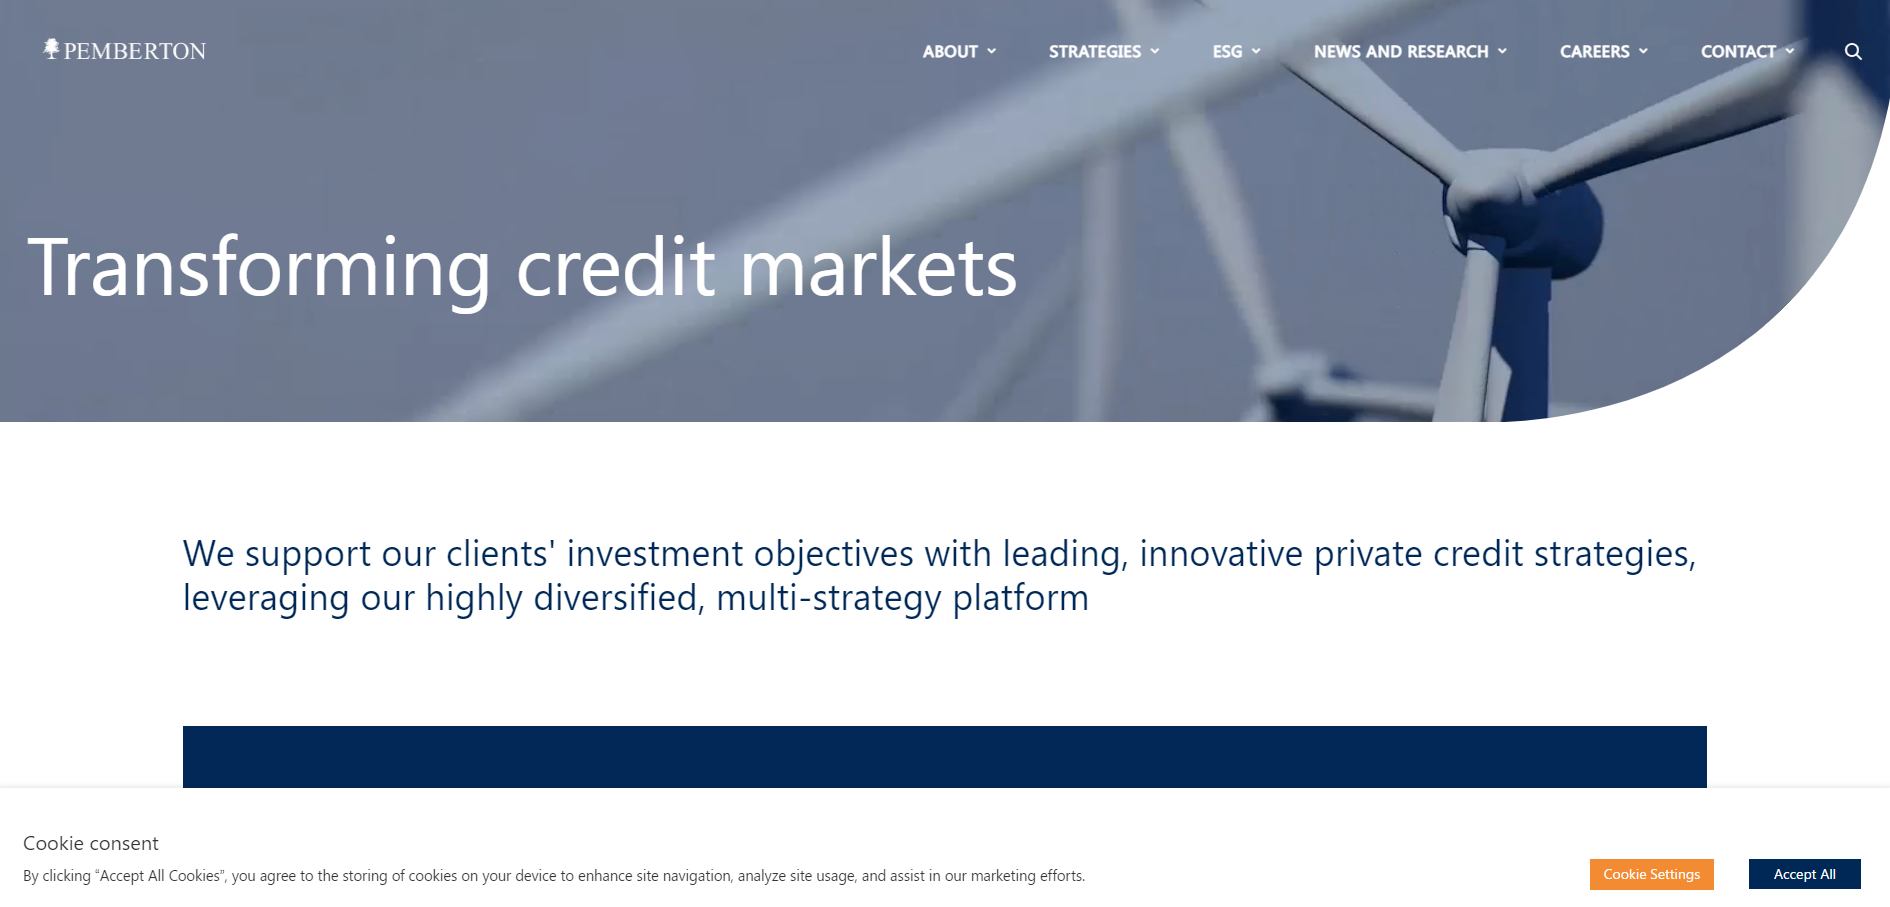 PEMBERTON
ABOUT
STRATEGIES
ESG
NEWS AND RESEARCH
CAREERS
CONTACT
Transforming credit markets
We support our clients' investment objectives with leading, innovative private credit strategies,
leveraging our highly diversified, multi-strategy platform
Cookie consent
By clicking “Accept All Cookies”, you agree to the storing of cookies on your device to enhance site navigation, analyze site usage, and assist in our marketing efforts.
Cookie Settings
Accept All